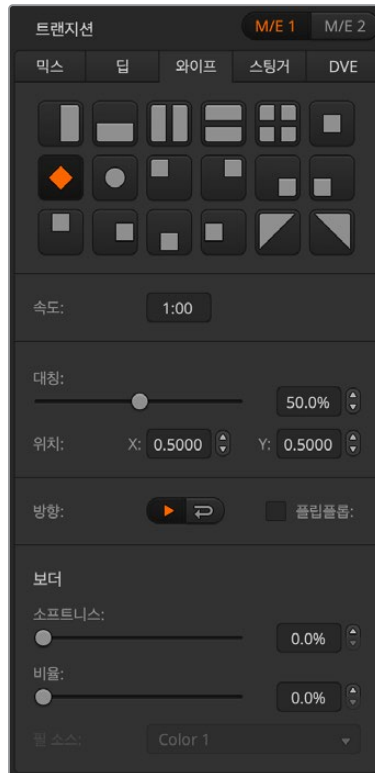 트랜지션 M/E 1 M/E 2
믹스 딥 와이프 스팅거 DVE
속도: 1:00
대칭:
50.0%
위치: X: 0.5000 Y: 0.5000
방향: 플립플롭:
보더
소프트니스:
0.0%
비율:
0.0%
필 소스: Color 1